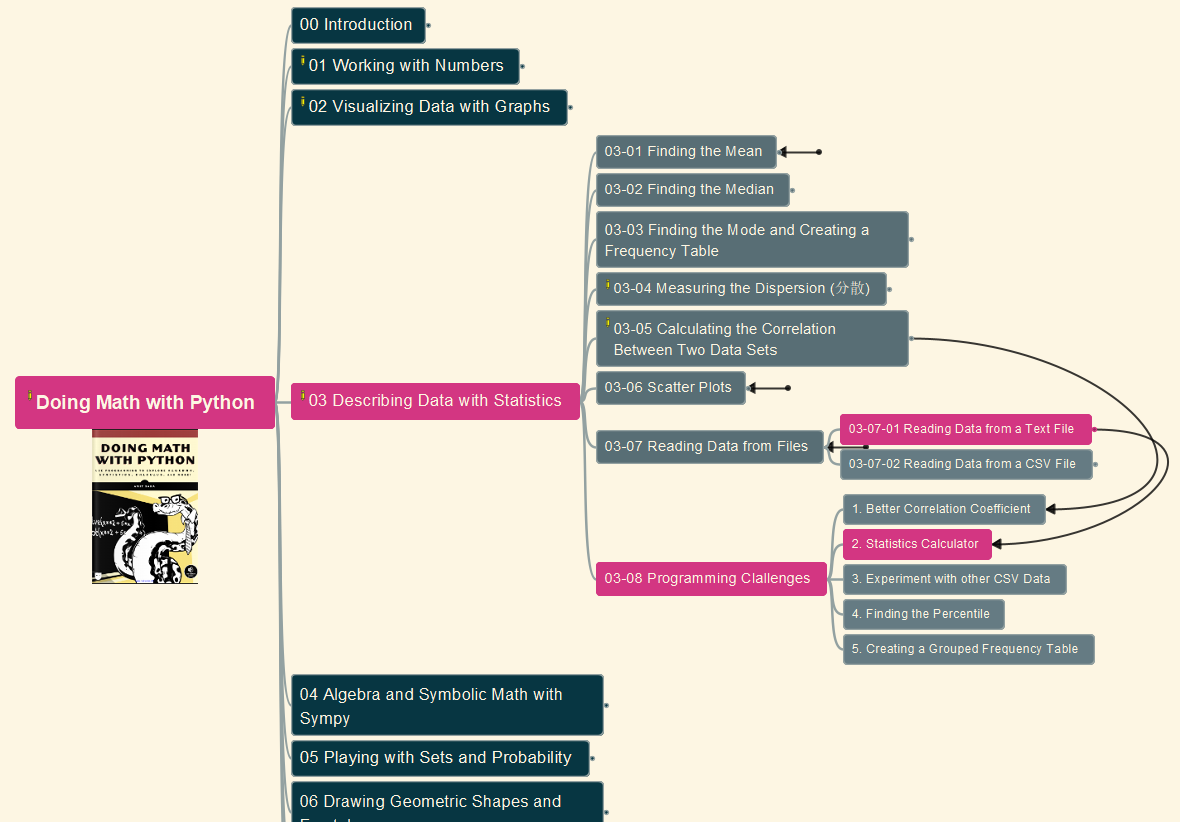 00 Introduction
01 Working with Numbers
02 Visualizing Data with Graphs
03-01 Finding the Mean
03-02 Finding the Median
03-03 Finding the Mode and Creating a
Frequency Table
03-04 Measuring the Dispersion (分散)
03-05 Calculating the Correlation
Between Two Data Sets
03-06 Scatter Plots
Doing Math with Python
03 Describing Data with Statistics
03-07 Reading Data from Files
03-07-01 Reading Data from a Text File
03-07-02 Reading Data from a CSV File
DOING MATH
WITH PYTHON
1. Better Correlation Coefficient
2. Statistics Calculator
03-08 Programming Clallenges
3. Experiment with other CSV Data
4. Finding the Percentile
5. Creating a Grouped Frequency Table
04 Algebra and Symbolic Math with
Sympy
05 Playing with Sets and Probability
06 Drawing Geometric Shapes and